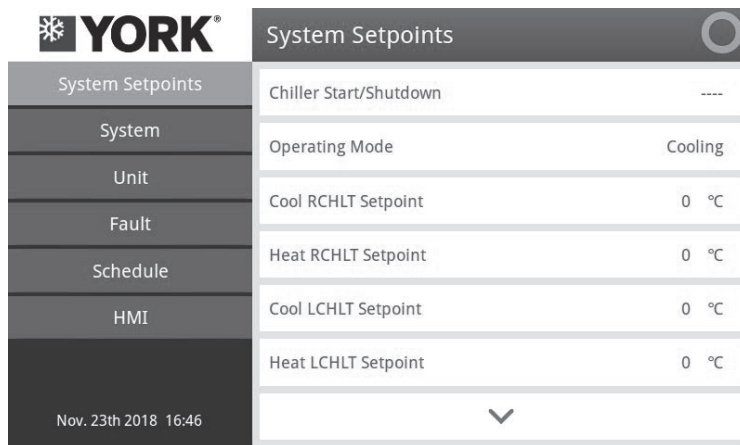 YORK®
System Setpoints
System
Unit
Fault
Schedule
HMI
Nov. 23th 2018 16:46
System Setpoints
Chiller Start/Shutdown ----
Operating Mode Cooling
Cool RCHLT Setpoint 0 ℃
Heat RCHLT Setpoint 0 ℃
Cool LCHLT Setpoint 0 ℃
Heat LCHLT Setpoint 0 ℃